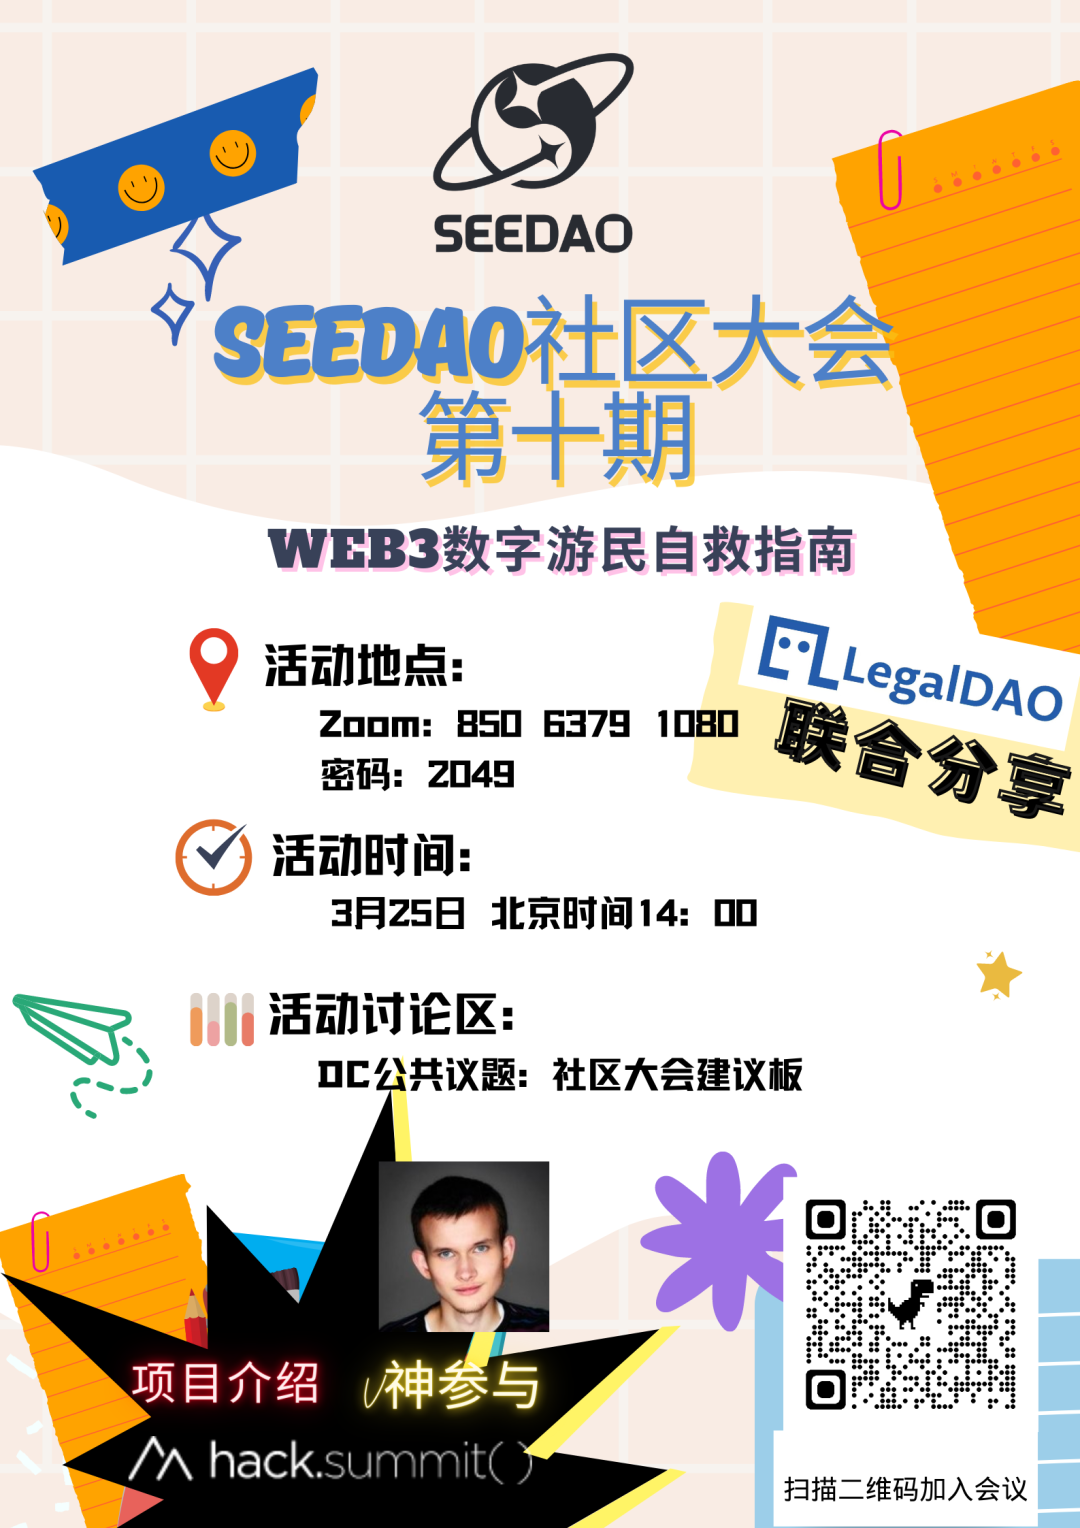 SEEDAO
SEEDAO社区大会
第十期
WEB3数字游民自救指南
LegalDAO
联合分享
活动地点:
Zoom：850 6379 1080
密码：2049
活动时间:
3月25日 北京时间14：00
活动讨论区:
DC公共议题：社区大会建议板
项目介绍 V神参与
hack.summit()
扫描二维码加入会议